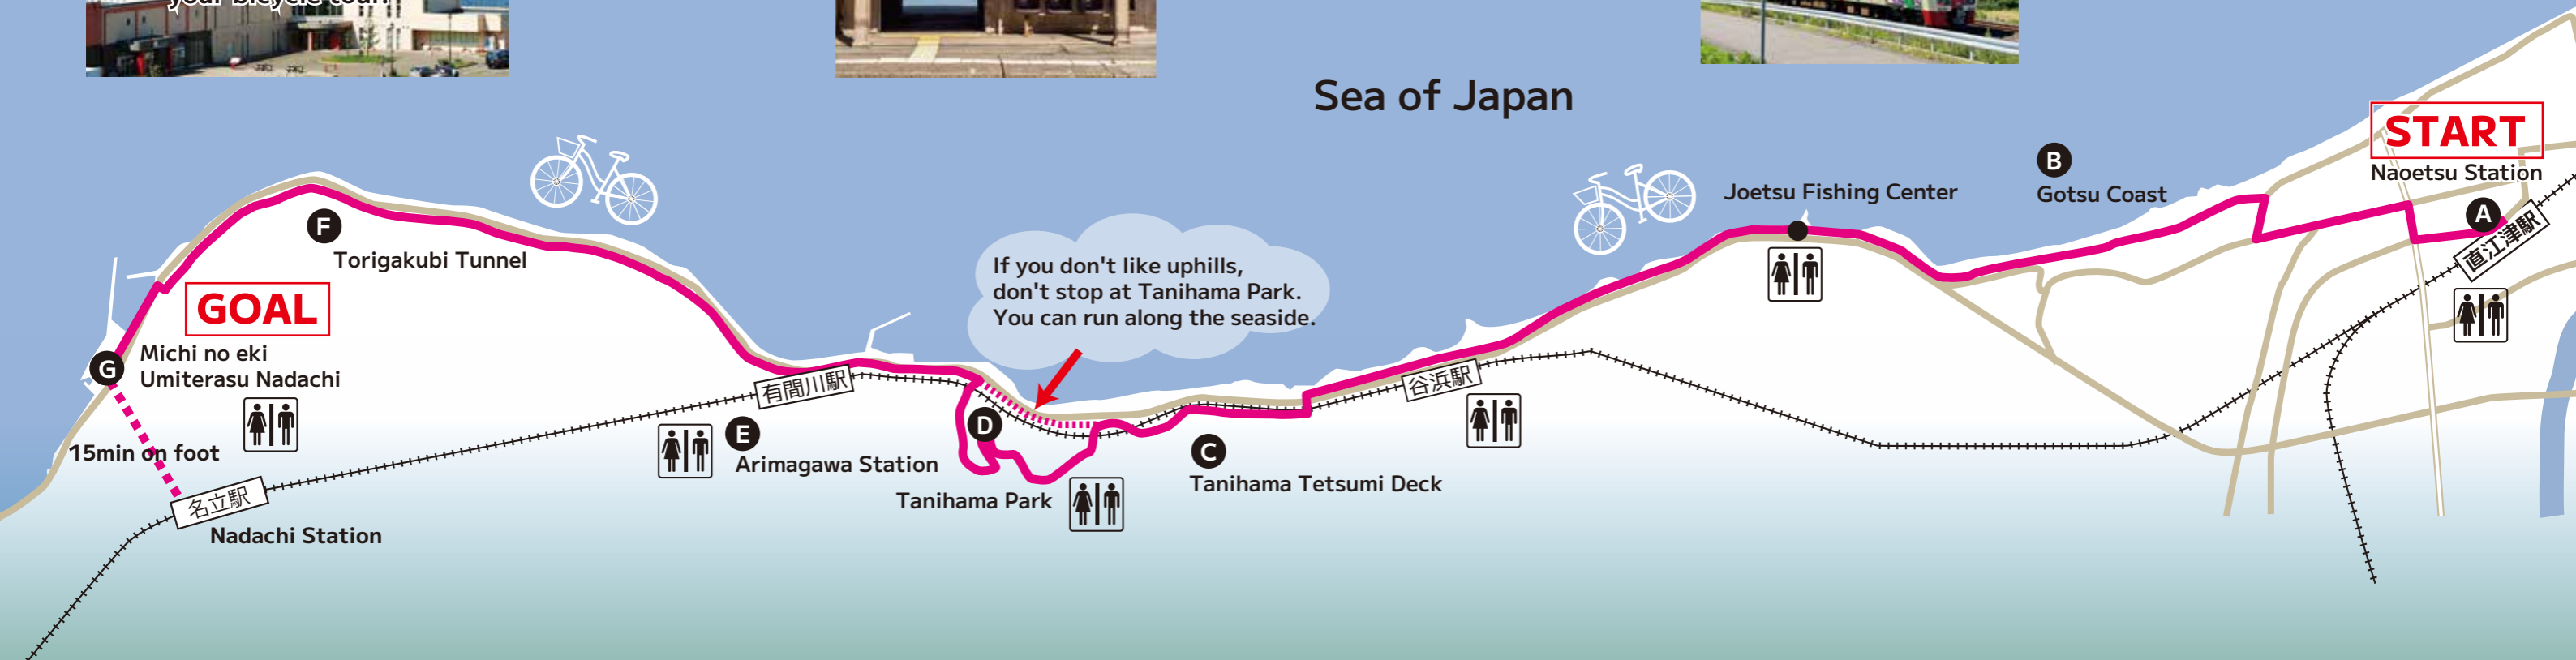 your bicycle tour!
Sea of Japan
START
Naoetsu Station
A
直江津駅
B
Gotsu Coast
Joetsu Fishing Center
If you don't like uphills,
don't stop at Tanihama Park.
You can run along the seaside.
谷浜駅
C
Tanihama Tetsumi Deck
D
Tanihama Park
有間川駅
E
Arimagawa Station
F
Torigakubi Tunnel
GOAL
G
Michi no eki
Umiterasu Nadachi
15min on foot
名立駅
Nadachi Station